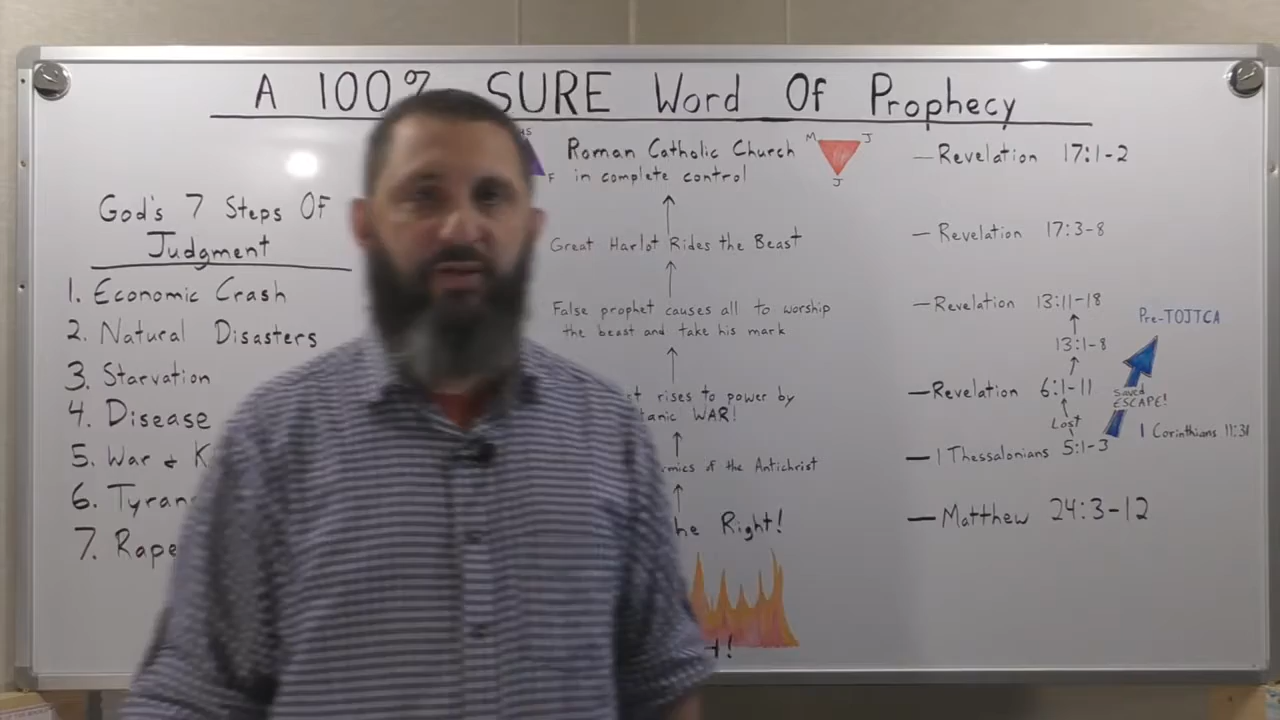 A 100% SURE Word Of Prophecy
God's 7 Steps Of
Judgment
1. Economic Crash
2. Natural Disasters
3. Starvation
4. Disease
5. War &
6.
7. Rape
HS
F
Roman Catholic Church
in complete control
M J
J
Great Harlot Rides the Beast
False prophet causes all to worship
the beast and take his mark
rises to power by
WAR!
of the Antichrist
Right!
— Revelation 17:1-2
— Revelation 17:3-8
— Revelation 13:11-18
13:1-8
— Revelation 6:1-11
Lost
— 1 Thessalonians 5:1-3
— Matthew 24:3-12
Pre-TOJTCA
Saved
ESCAPE!
1 Corinthians 11:31